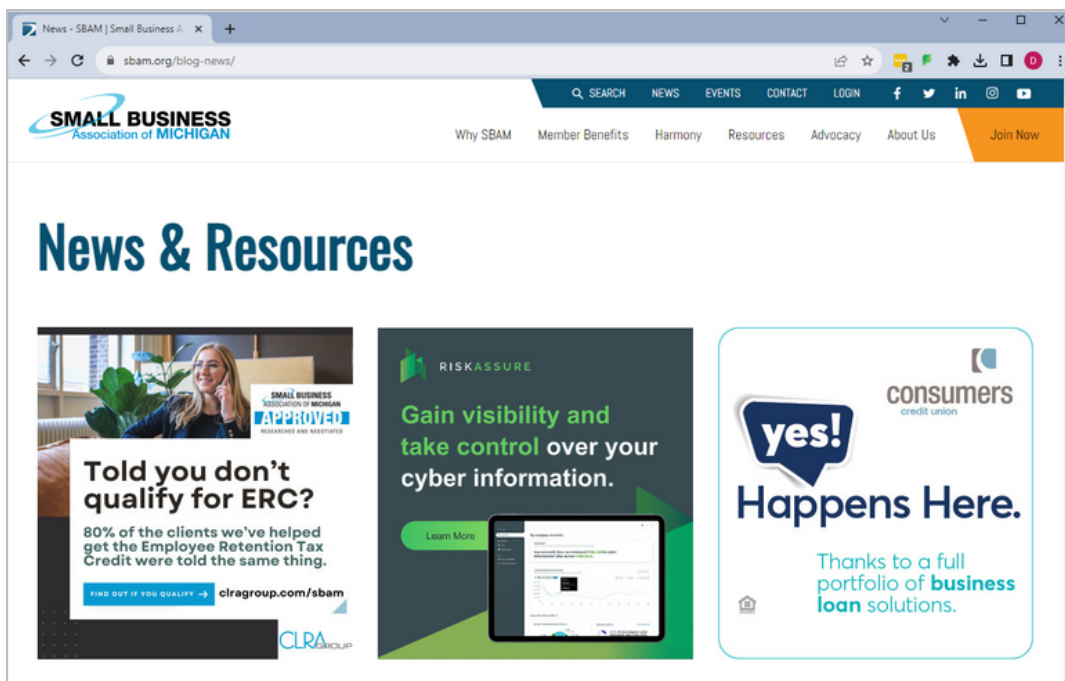 News - SBAM | Small Business A
sbam.org/blog-news/
2
D
SEARCH NEWS EVENTS CONTACT LOGIN
SMALL BUSINESS
Association of MICHIGAN
Why SBAM Member Benefits Harmony Resources Advocacy About Us Join Now
News & Resources
SMALL BUSINESS
ASSOCIATION OF MICHIGAN
APPROVED
RESEARCHED AND NEGOTIATED
Told you don't
qualify for ERC?
80% of the clients we've helped
get the Employee Retention Tax
Credit were told the same thing.
FIND OUT IF YOU QUALIFY → clragroup.com/sbam
CLRAGROUP
RISKASSURE
Gain visibility and
take control over your
cyber information.
Learn More
consumers
credit union
yes!
Happens Here.
Thanks to a full
portfolio of business
loan solutions.